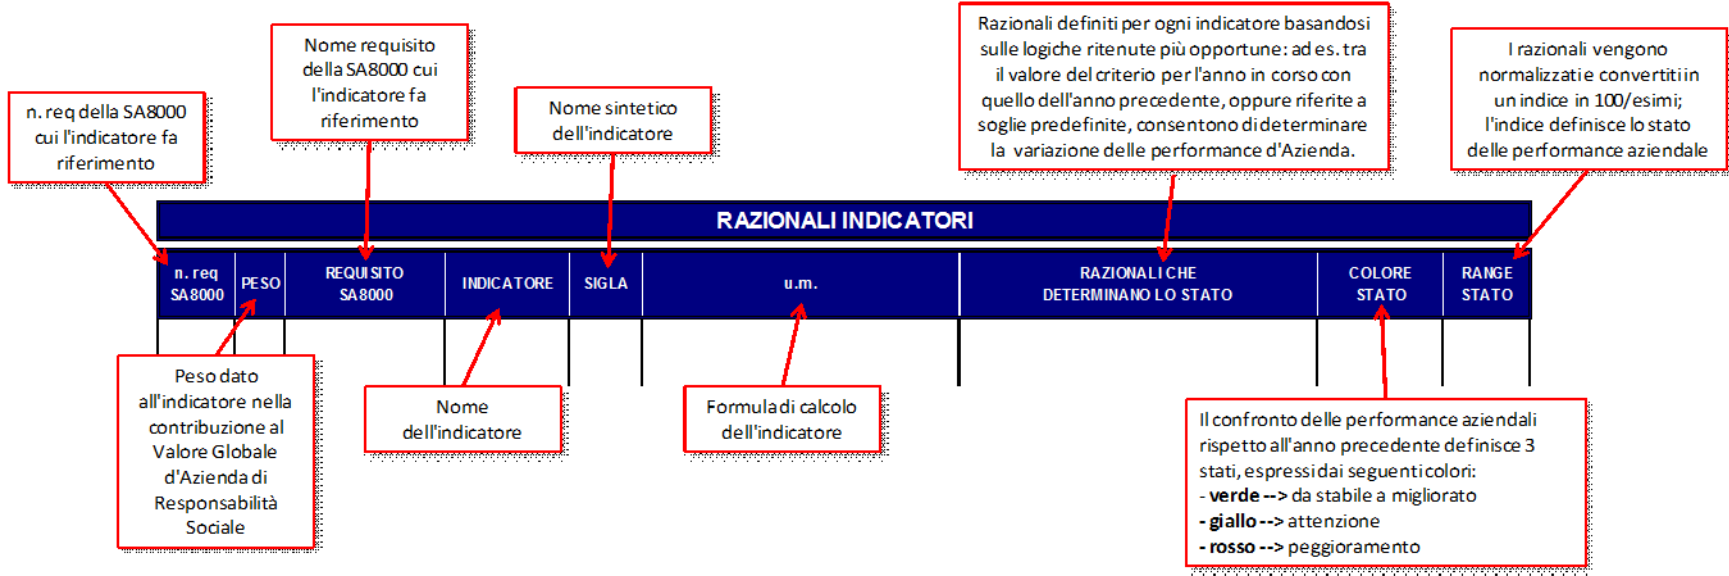 n. req della SA8000
cui l'indicatore fa
riferimento
Nome requisito
della SA8000 cui
l'indicatore fa
riferimento
Nome sintetico
dell'indicatore
Razionali definiti per ogni indicatore basandosi
sulle logiche ritenute più opportune: ad es. tra
il valore del criterio per l'anno in corso con
quello dell'anno precedente, oppure riferite a
soglie predefinite, consentono di determinare
la variazione delle performance d'Azienda.
I razionali vengono
normalizzati e convertiti in
un indice in 100/esimi;
l'indice definisce lo stato
delle performance aziendale
RAZIONALI INDICATORI
n. req
SA8000
PESO
REQUISITO
SA8000
INDICATORE
SIGLA
u.m.
RAZIONALI CHE
DETERMINANO LO STATO
COLORE
STATO
RANGE
STATO
Peso dato
all'indicatore nella
contribuzione al
Valore Globale
d'Azienda di
Responsabilità
Sociale
Nome
dell'indicatore
Formula di calcolo
dell'indicatore
Il confronto delle performance aziendali
rispetto all'anno precedente definisce 3
stati, espressi dai seguenti colori:
- verde --> da stabile a migliorato
- giallo --> attenzione
- rosso --> peggioramento